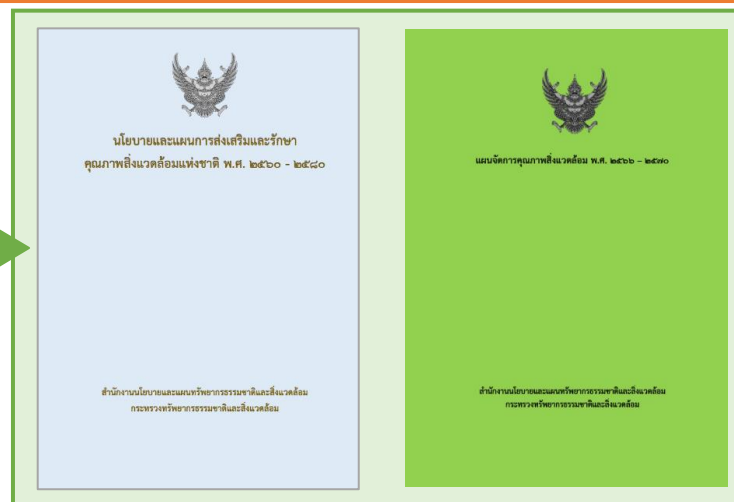 นโยบายและแผนการส่งเสริมและรักษา
คุณภาพสิ่งแวดล้อมแห่งชาติ พ.ศ. ๒๕๖๐ - ๒๕๘๐
สำนักงานนโยบายและแผนทรัพยากรธรรมชาติและสิ่งแวดล้อม
กระทรวงทรัพยากรธรรมชาติและสิ่งแวดล้อม
แผนจัดการคุณภาพสิ่งแวดล้อม พ.ศ. ๒๕๖๖ – ๒๕๗๐
สำนักงานนโยบายและแผนทรัพยากรธรรมชาติและสิ่งแวดล้อม
กระทรวงทรัพยากรธรรมชาติและสิ่งแวดล้อม